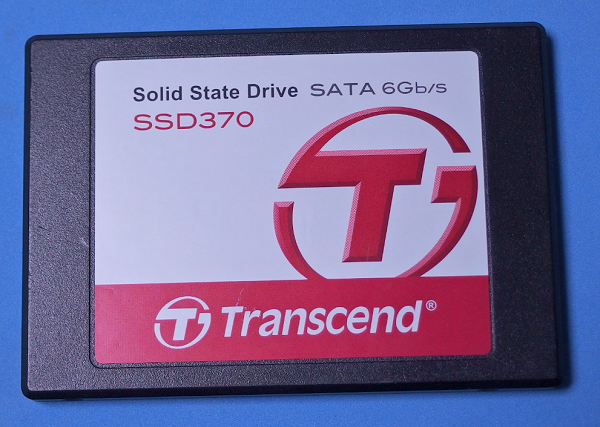 Solid State Drive SATA 6Gb/s
SSD370
Transcend®